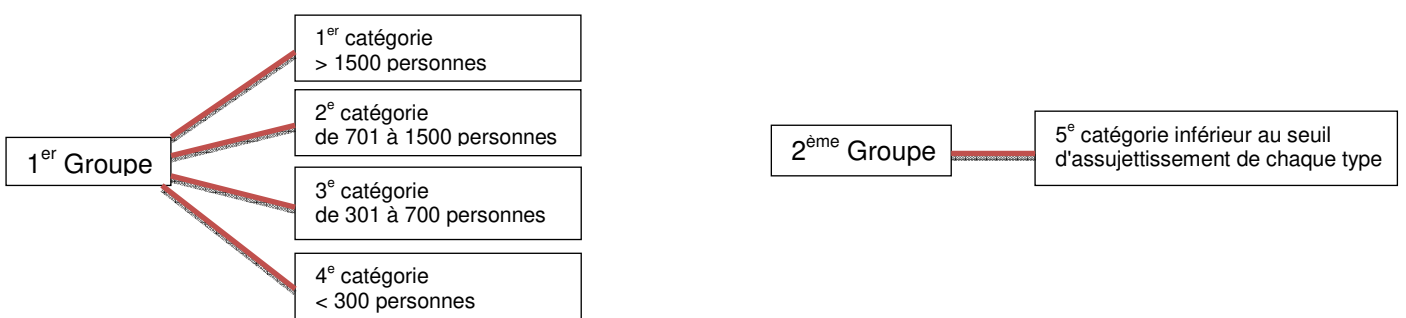 1er catégorie
> 1500 personnes
2e catégorie
de 701 à 1500 personnes
1er Groupe
3e catégorie
de 301 à 700 personnes
4e catégorie
< 300 personnes
2ème Groupe
5e catégorie inférieur au seuil
d'assujettissement de chaque type